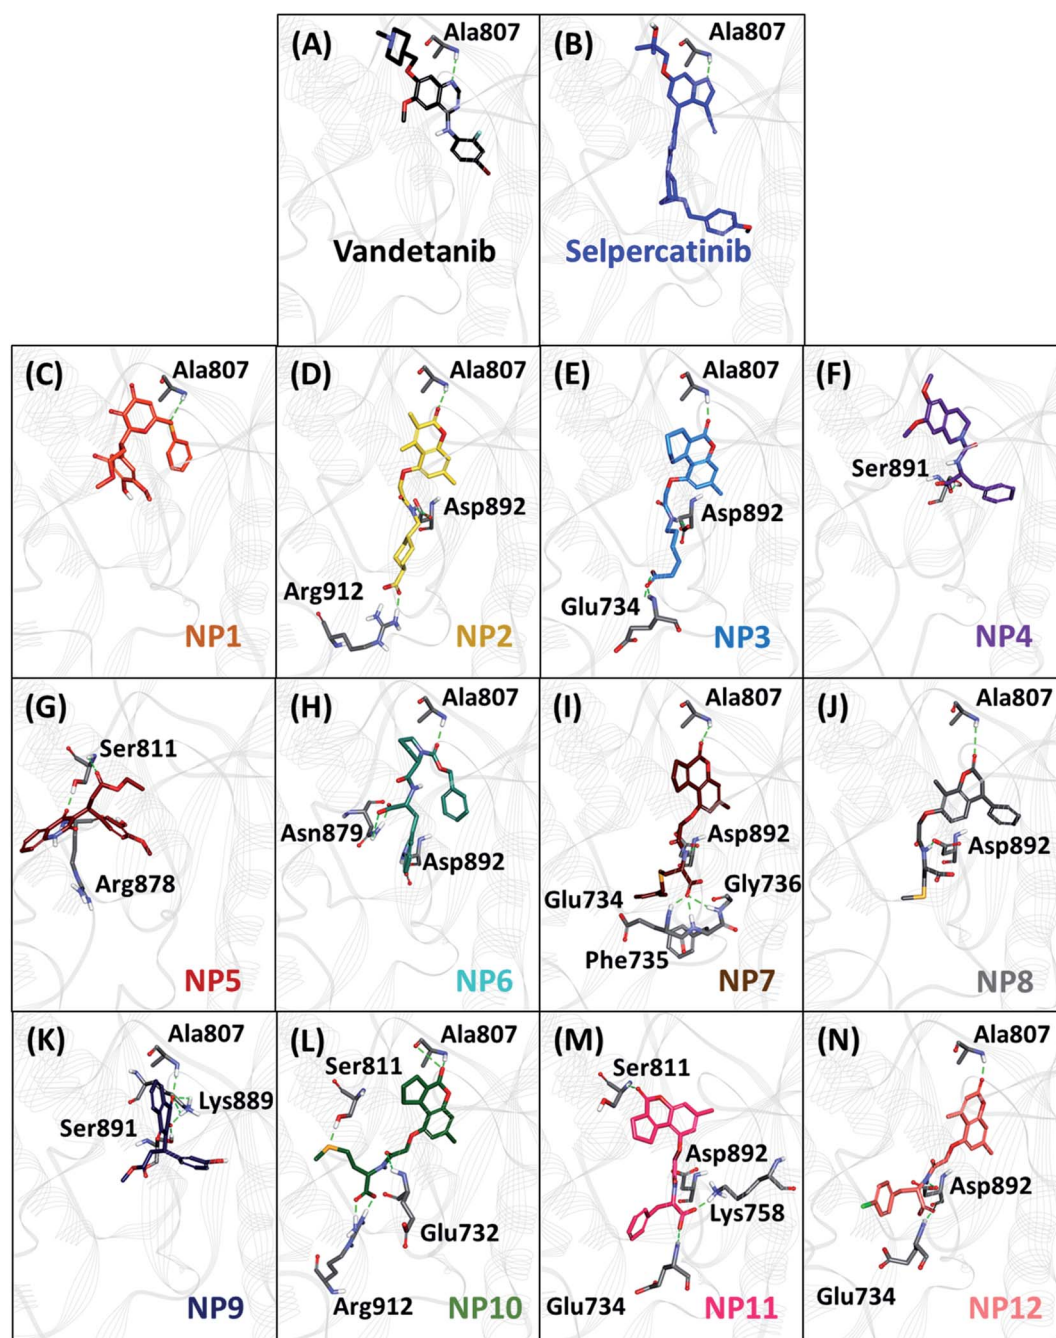 (A)
Ala807
Vandetanib
(B)
Ala807
Selpercatinib
(C)
Ala807
NP1
(D)
Ala807
Asp892
Arg912
NP2
(E)
Ala807
Asp892
Glu734
NP3
(F)
Ser891
NP4
(G)
Ser811
Arg878
NP5
(H)
Ala807
Asn879
Asp892
NP6
(I)
Ala807
Asp892
Glu734
Gly736
Phe735
NP7
(J)
Ala807
Asp892
NP8
(K)
Ala807
Lys889
Ser891
NP9
(L)
Ala807
Ser811
Glu732
Arg912
NP10
(M)
Ser811
Asp892
Lys758
Glu734
NP11
(N)
Ala807
Asp892
Glu734
NP12